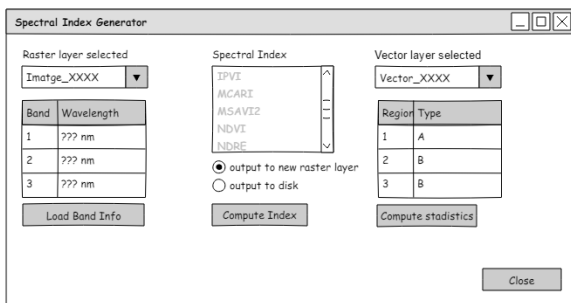 Spectral Index Generator
Raster layer selected
Imatge_XXXX
Band Wavelength
1 ??? nm
2 ??? nm
3 ??? nm
Load Band Info
Spectral Index
IPVI
MCARI
MSAVI2
NDVI
NDRE
output to new raster layer
output to disk
Compute Index
Vector layer selected
Vector_XXXX
Region Type
1 A
2 B
3 B
Compute stadistics
Close